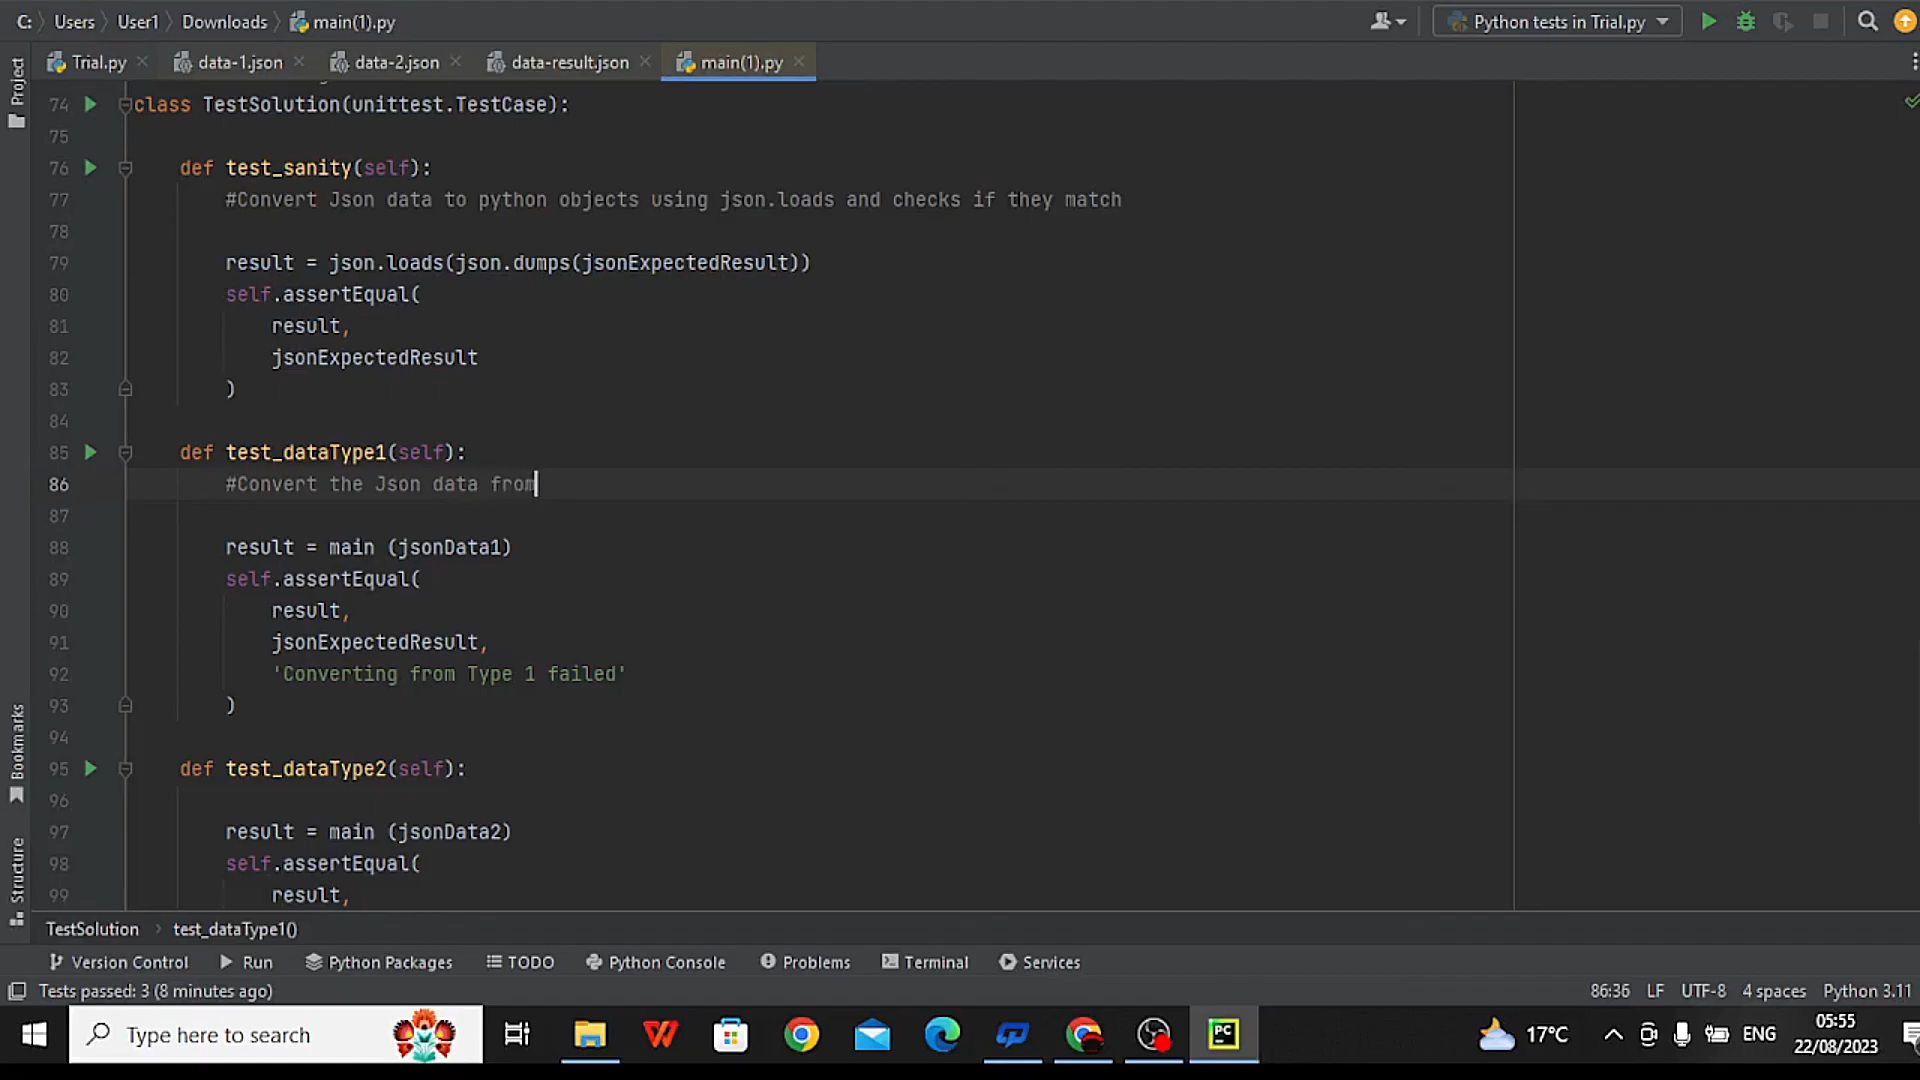 C: Users User1 Downloads main(1).py Python tests in Trial.py
Trial.py data-1.json data-2.json data-result.json main(1).py
Project
74 class TestSolution(unittest.TestCase):
75
76 def test_sanity(self):
77 #Convert Json data to python objects using json.loads and checks if they match
78
79 result = json.loads(json.dumps(jsonExpectedResult))
80 self.assertEqual(
81 result,
82 jsonExpectedResult
83 )
84
85 def test_dataType1(self):
86 #Convert the Json data from
87
88 result = main (jsonData1)
89 self.assertEqual(
90 result,
91 jsonExpectedResult,
92 'Converting from Type 1 failed'
93 )
94
95 def test_dataType2(self):
96
97 result = main (jsonData2)
98 self.assertEqual(
99 result,
Bookmarks
Structure
TestSolution test_dataType1()
Version Control Run Python Packages TODO Python Console Problems Terminal Services
Tests passed: 3 (8 minutes ago) 86:36 LF UTF-8 4 spaces Python 3.11
Type here to search PC 17°C ENG 05:55
22/08/2023